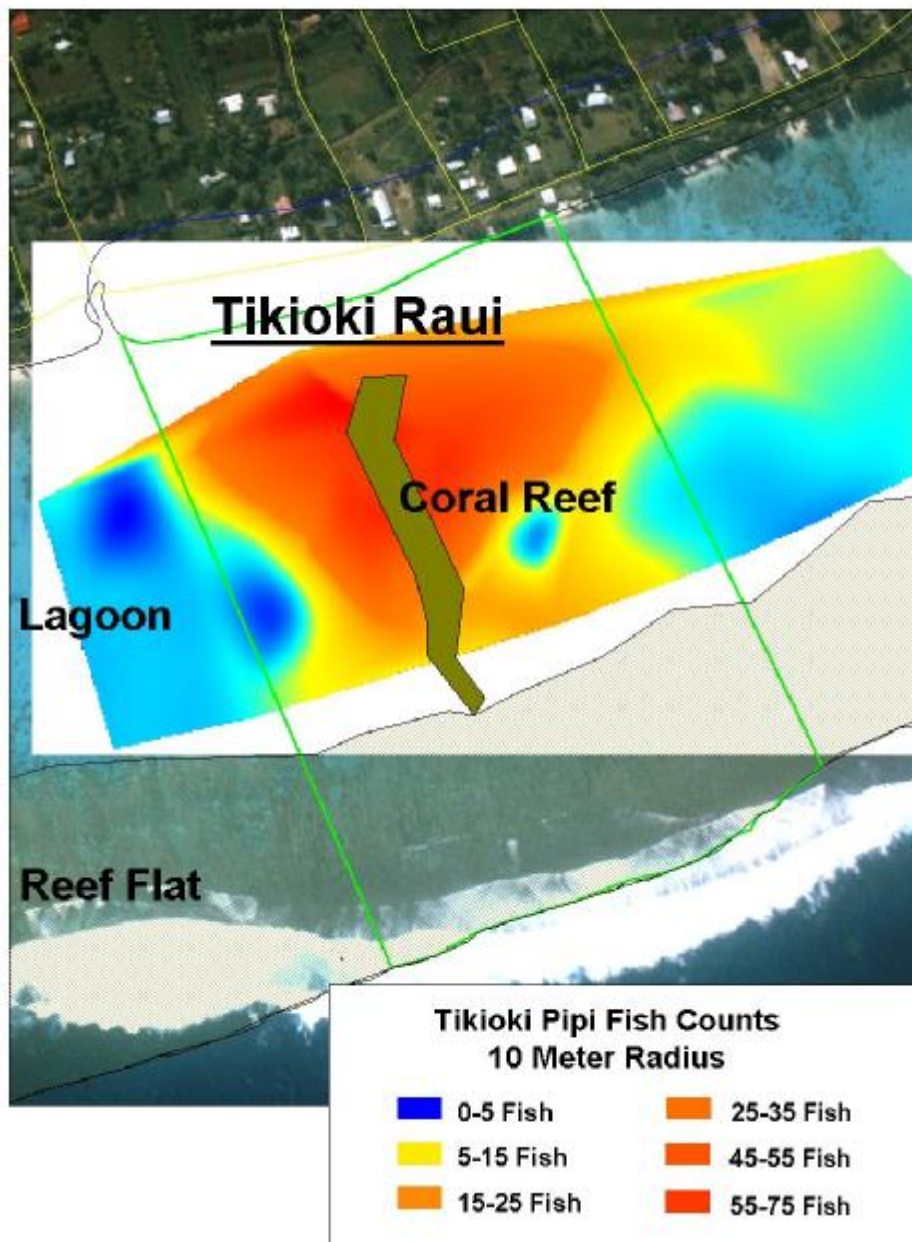 Tikioki Raui
Coral Reef
Lagoon
Reef Flat
Tikioki Pipi Fish Counts
10 Meter Radius
0-5 Fish
5-15 Fish
15-25 Fish
25-35 Fish
45-55 Fish
55-75 Fish